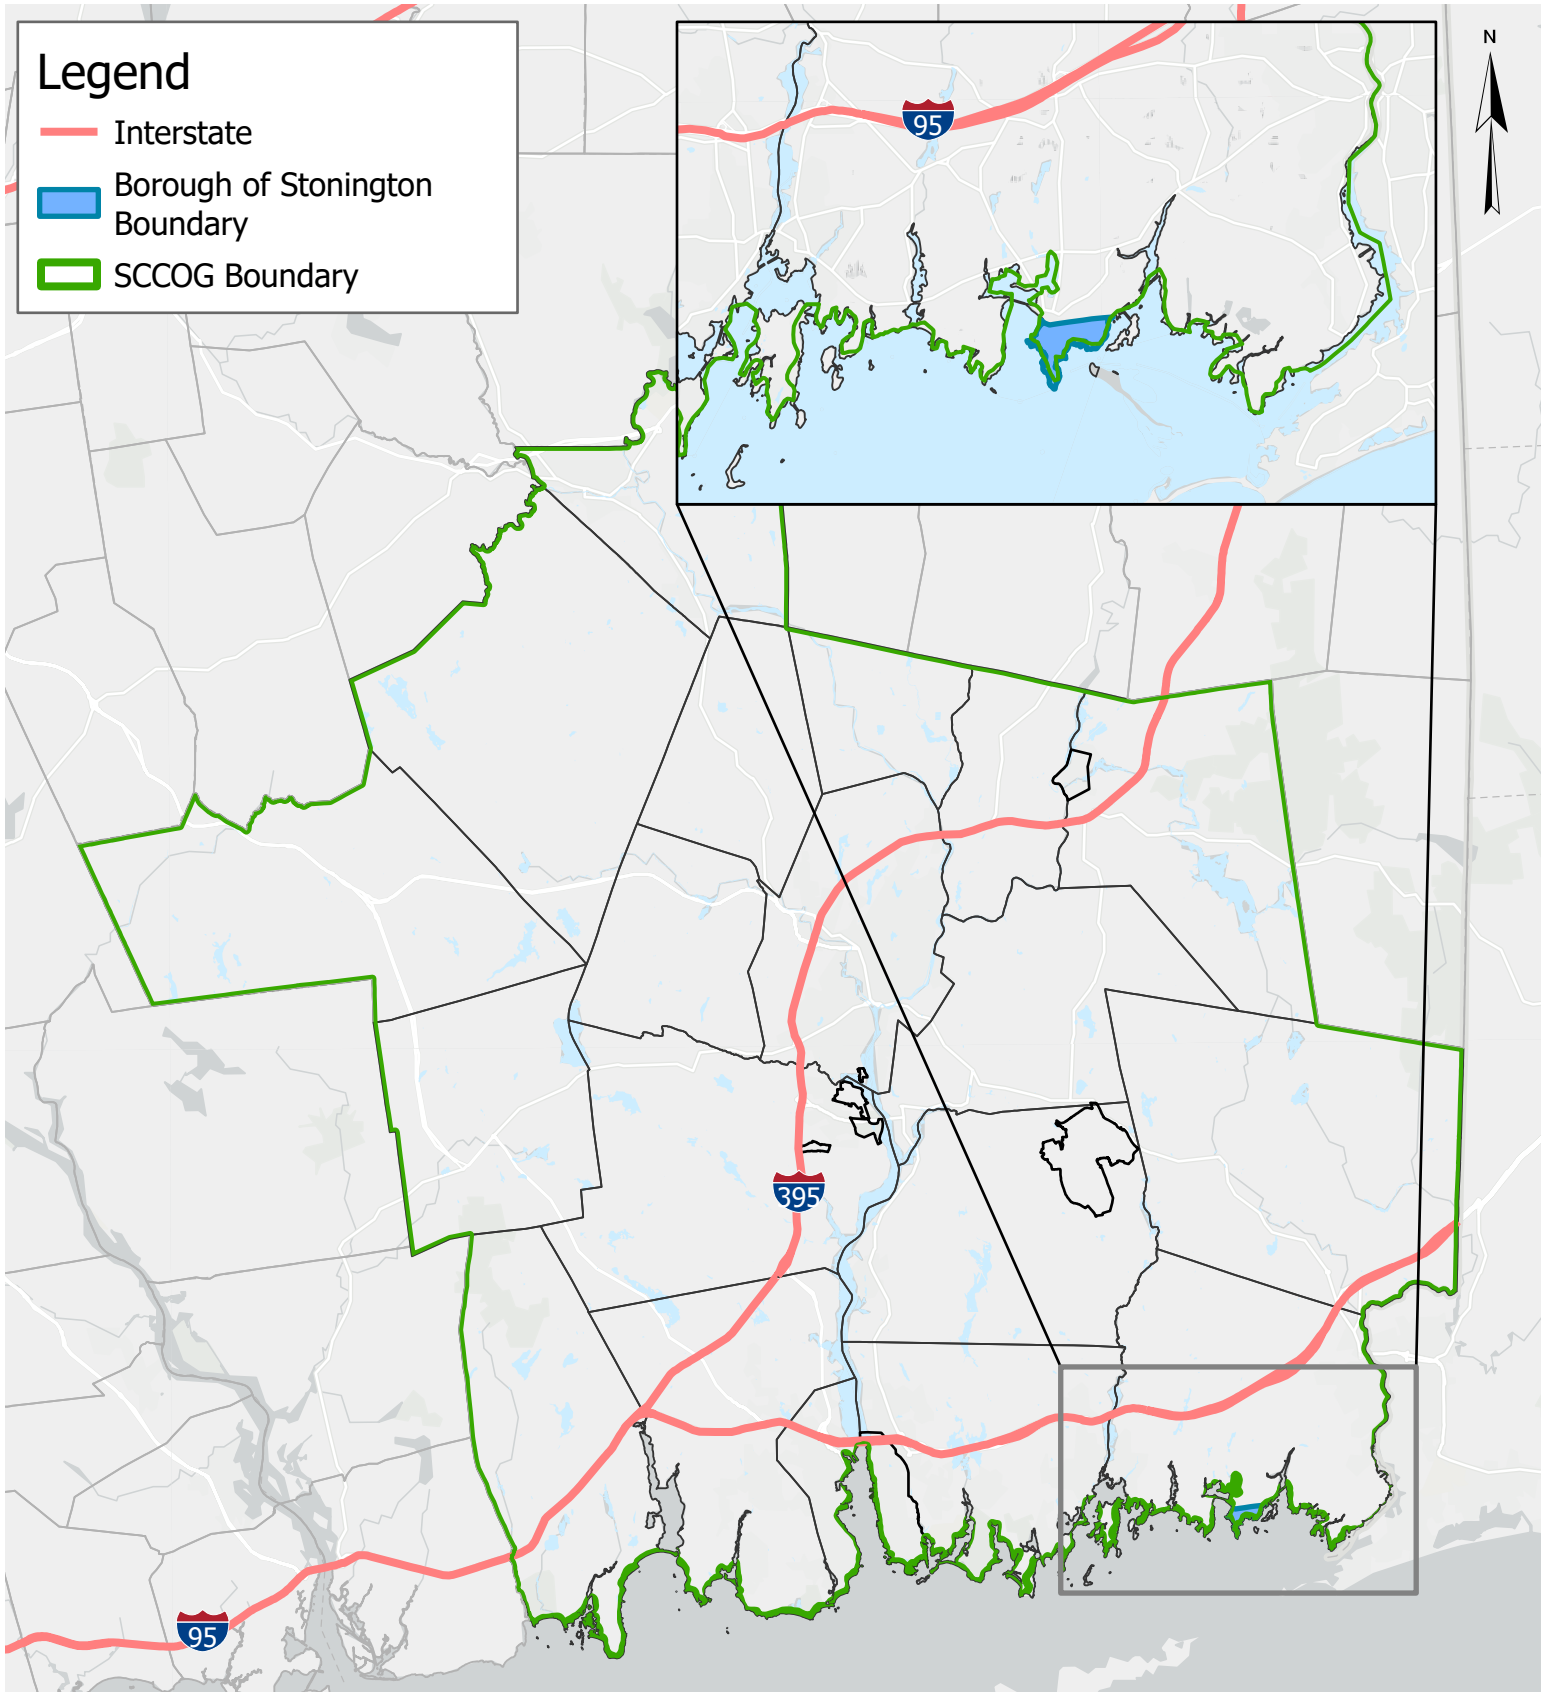 Legend
Interstate
Borough of Stonington
Boundary
SCCOG Boundary
N
95
395
95